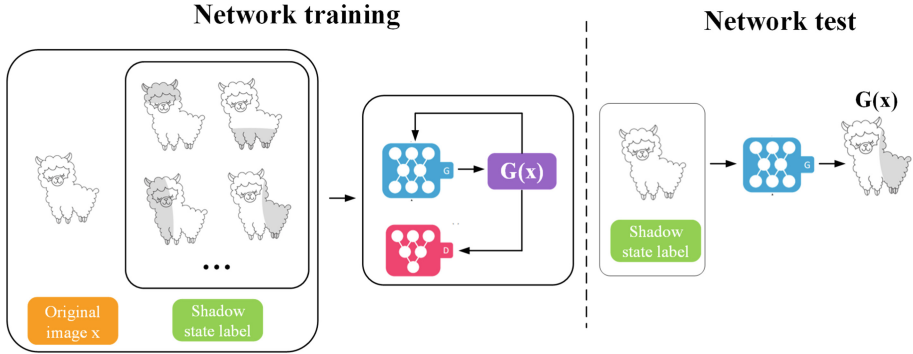 Network training
Network test
G
G(x)
D
Original
image x
Shadow
state label
...
Shadow
state label
G
G(x)